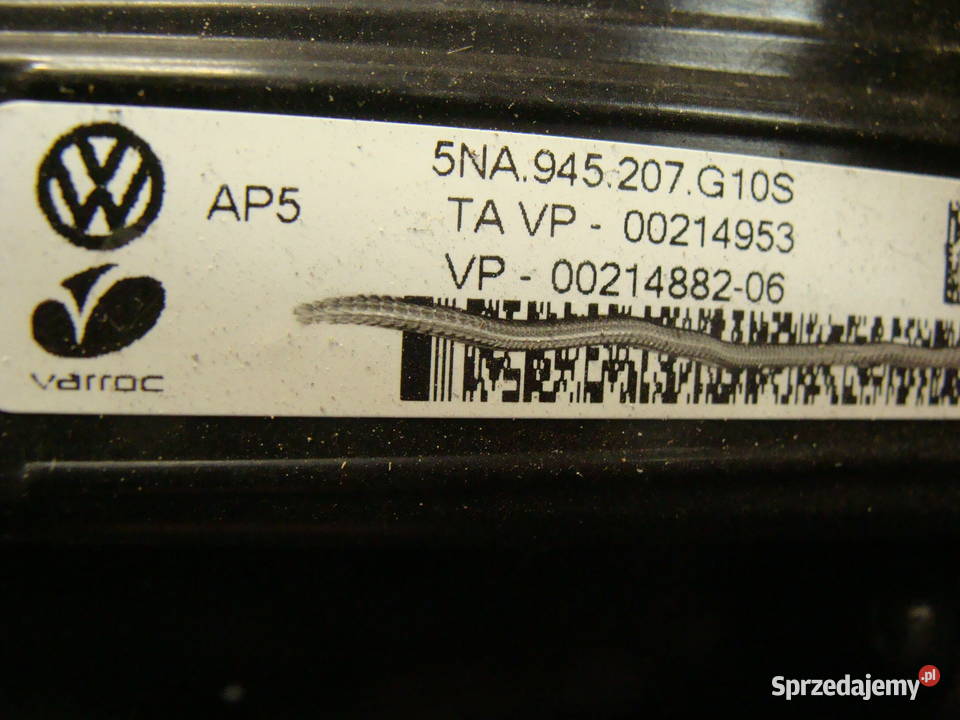 AP5
5NA.945.207.G10S
TA VP - 00214953
VP - 00214882-06
varroc
Sprzedajemy.pl